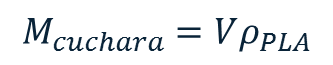 M_cuchara = Vρ_PLA